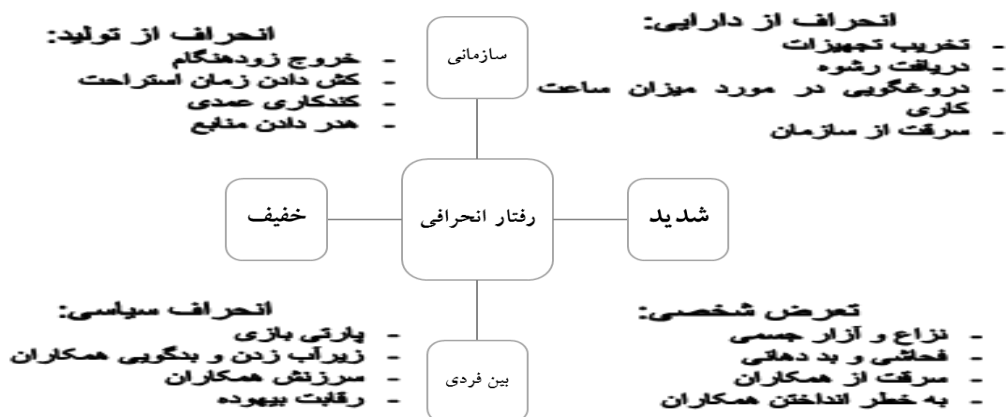 انحراف از دارایی:
- تخریب تجهیزات
- دریافت رشوه
- دروغگویی در مورد میزان ساعت
کاری
- سرقت از سازمان
سازمانی
انحراف از تولید:
- خروج زودهنگام
- کش دادن زمان استراحت
- کندکاری عمدی
- هدر دادن منابع
شدید
رفتار انحرافی
خفیف
تعرض شخصی:
- نزاع و آزار جسمی
- فحاشی و بد دهانی
- سرقت از همکاران
- به خطر انداختن همکاران
بین فردی
انحراف سیاسی:
- پارتی بازی
- زیرآب زدن و بدگویی همکاران
- سرزنش همکاران
- رقابت بیهوده